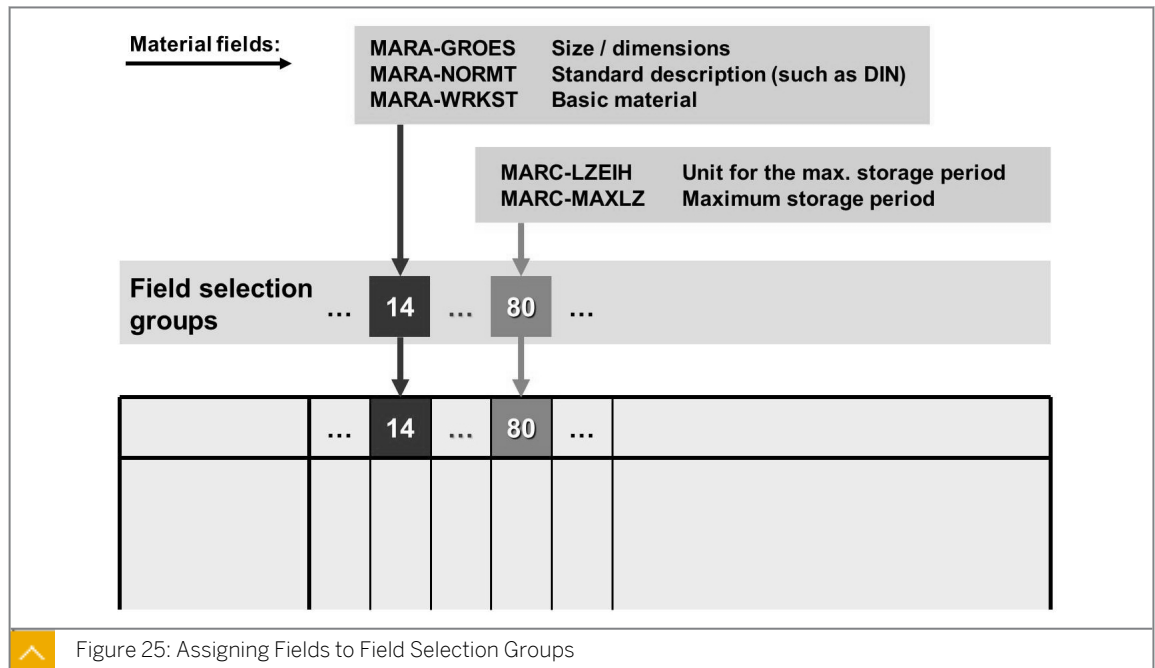 Material fields:
MARA-GROES Size / dimensions
MARA-NORMT Standard description (such as DIN)
MARA-WRKST Basic material
MARC-LZEIH Unit for the max. storage period
MARC-MAXLZ Maximum storage period
Field selection
groups
... 14 ... 80 ...
... 14 ... 80 ...
Figure 25: Assigning Fields to Field Selection Groups